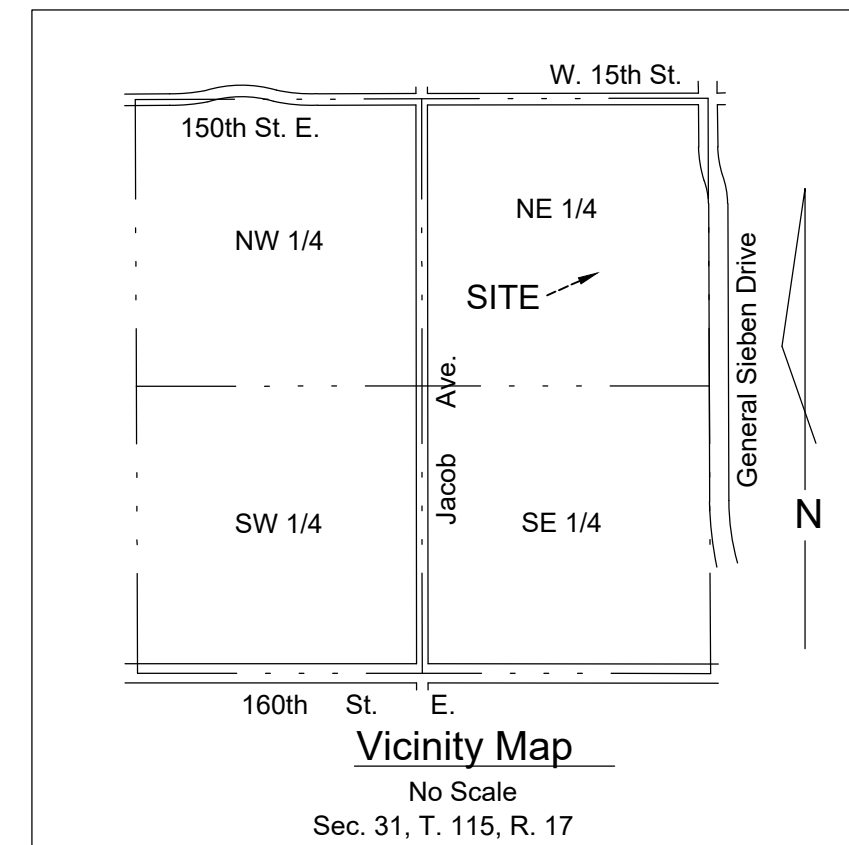 W. 15th St.
150th St. E.
NE 1/4
NW 1/4
SITE
General Sieben Drive
Jacob Ave.
SW 1/4
SE 1/4
N
160th St. E.
Vicinity Map
No Scale
Sec. 31, T. 115, R. 17